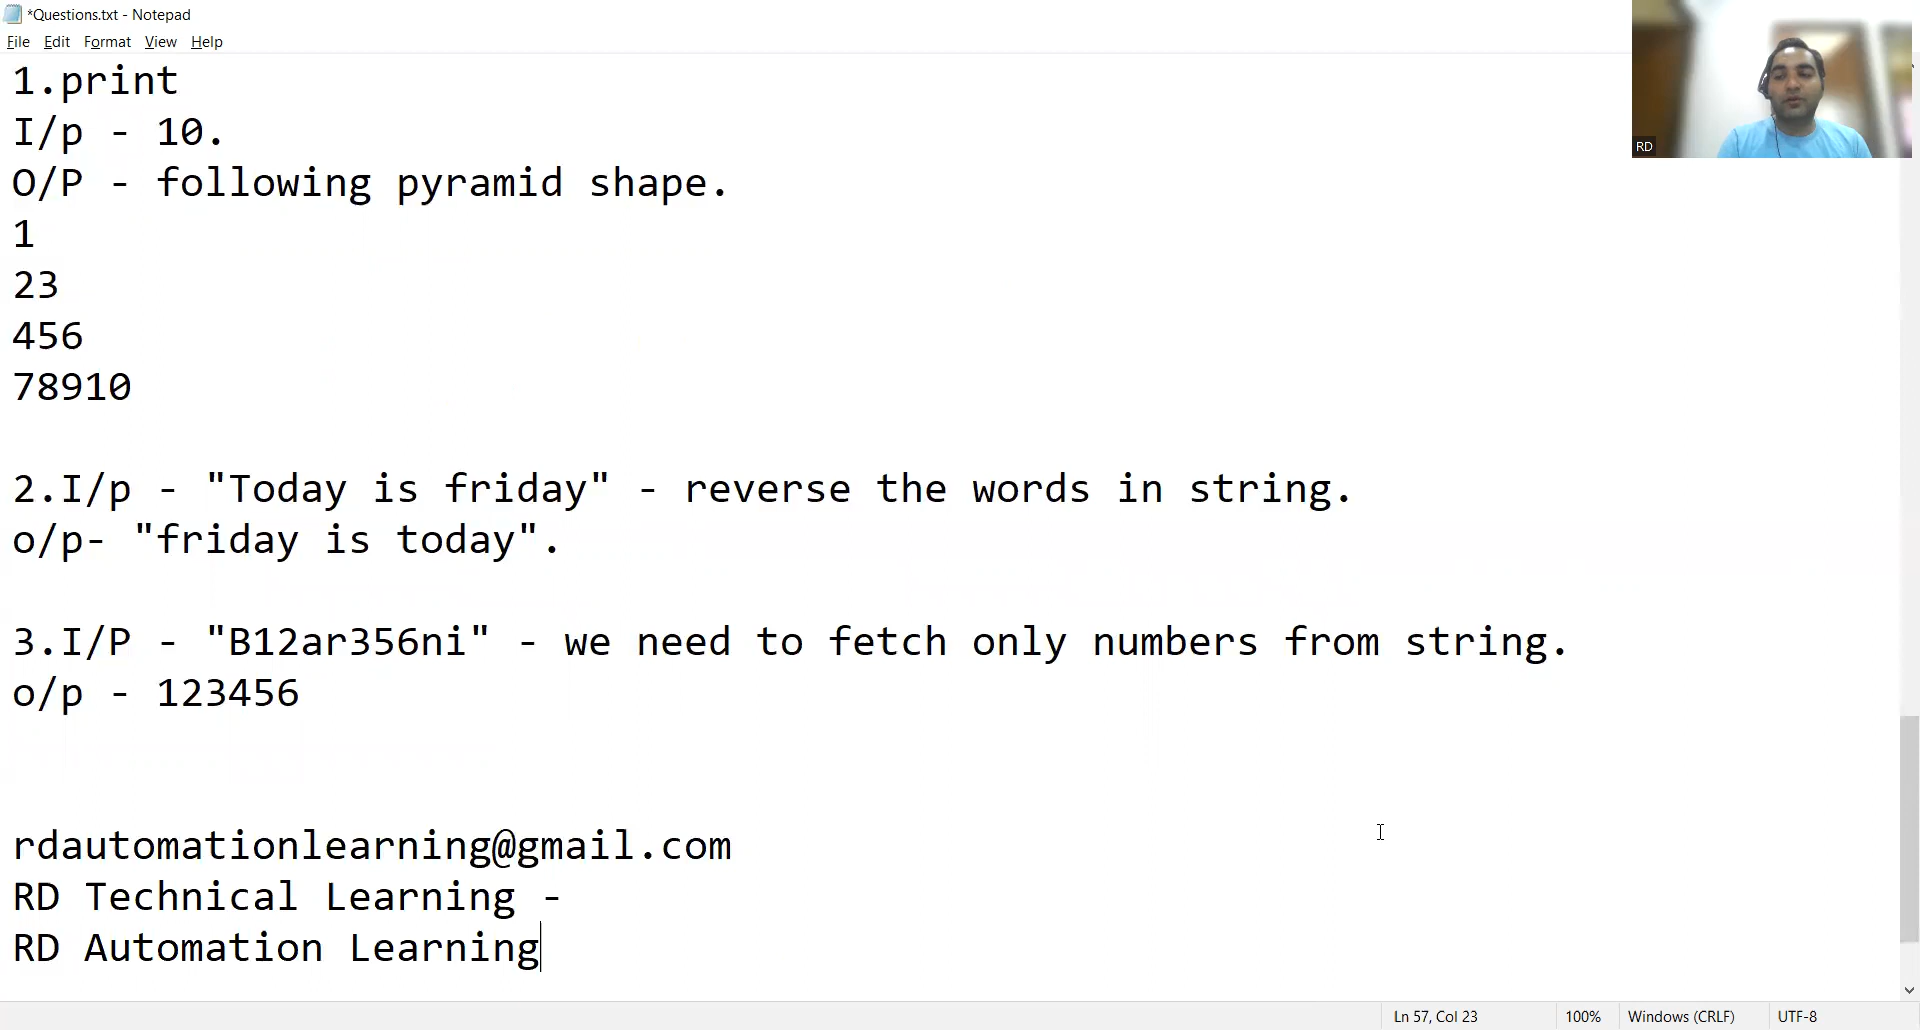 *Questions.txt - Notepad
File Edit Format View Help
1.print
I/p - 10.
O/P - following pyramid shape.
1
23
456
78910
2.I/p - "Today is friday" - reverse the words in string.
o/p- "friday is today".
3.I/P - "B12ar356ni" - we need to fetch only numbers from string.
o/p - 123456
rdautomationlearning@gmail.com
RD Technical Learning -
RD Automation Learning
RD
Ln 57, Col 23 100% Windows (CRLF) UTF-8